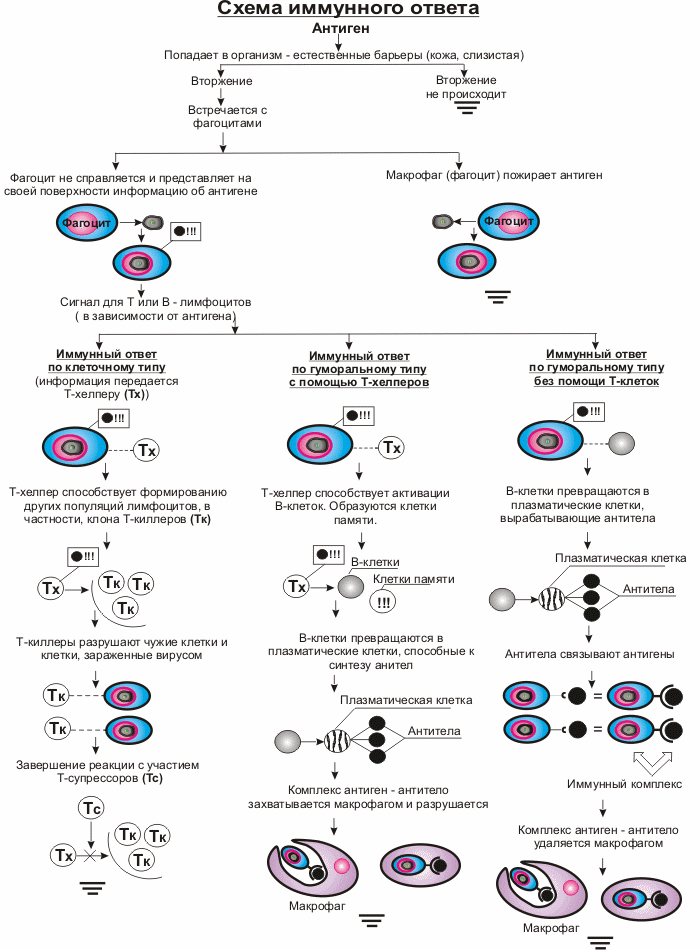 Схема иммунного ответа
Антиген
Попадает в организм - естественные барьеры (кожа, слизистая)
Вторжение
Вторжение
не происходит
Встречается с
фагоцитами
Фагоцит не справляется и представляет на
своей поверхности информацию об антигене
Макрофаг (фагоцит) пожирает антиген
Фагоцит
!!!
Фагоцит
Сигнал для Т или В - лимфоцитов
( в зависимости от антигена)
Иммунный ответ
по клеточному типу
(информация передается
Т-хелперу (Тх))
!!!
Тх
Т-хелпер способствует формированию
других популяций лимфоцитов, в
частности, клона Т-киллеров (Тк)
!!!
Тх
Тк
Тк
Тк
Т-киллеры разрушают чужие клетки и
клетки, зараженные вирусом
Тк
Тк
Завершение реакции с участием
Т-супрессоров (Тс)
Тс
Тх
Тк
Тк
Тк
Иммунный ответ
по гуморальному типу
с помощью Т-хелперов
!!!
Тх
Т-хелпер способствует активации
В-клеток. Образуются клетки
памяти.
!!!
В-клетки
Тх
Клетки памяти
!!!
В-клетки превращаются в
плазматические клетки, способные к
синтезу анител
Плазматическая клетка
Антитела
Комплекс антиген - антитело
захватывается макрофагом и разрушается
Макрофаг
Иммунный ответ
по гуморальному типу
без помощи Т-клеток
!!!
В-клетки превращаются в
плазматические клетки,
вырабатывающие антитела
Плазматическая клетка
Антитела
Антитела связывают антигены
=
=
Иммунный комплекс
Комплекс антиген - антитело
удаляется макрофагом
Макрофаг